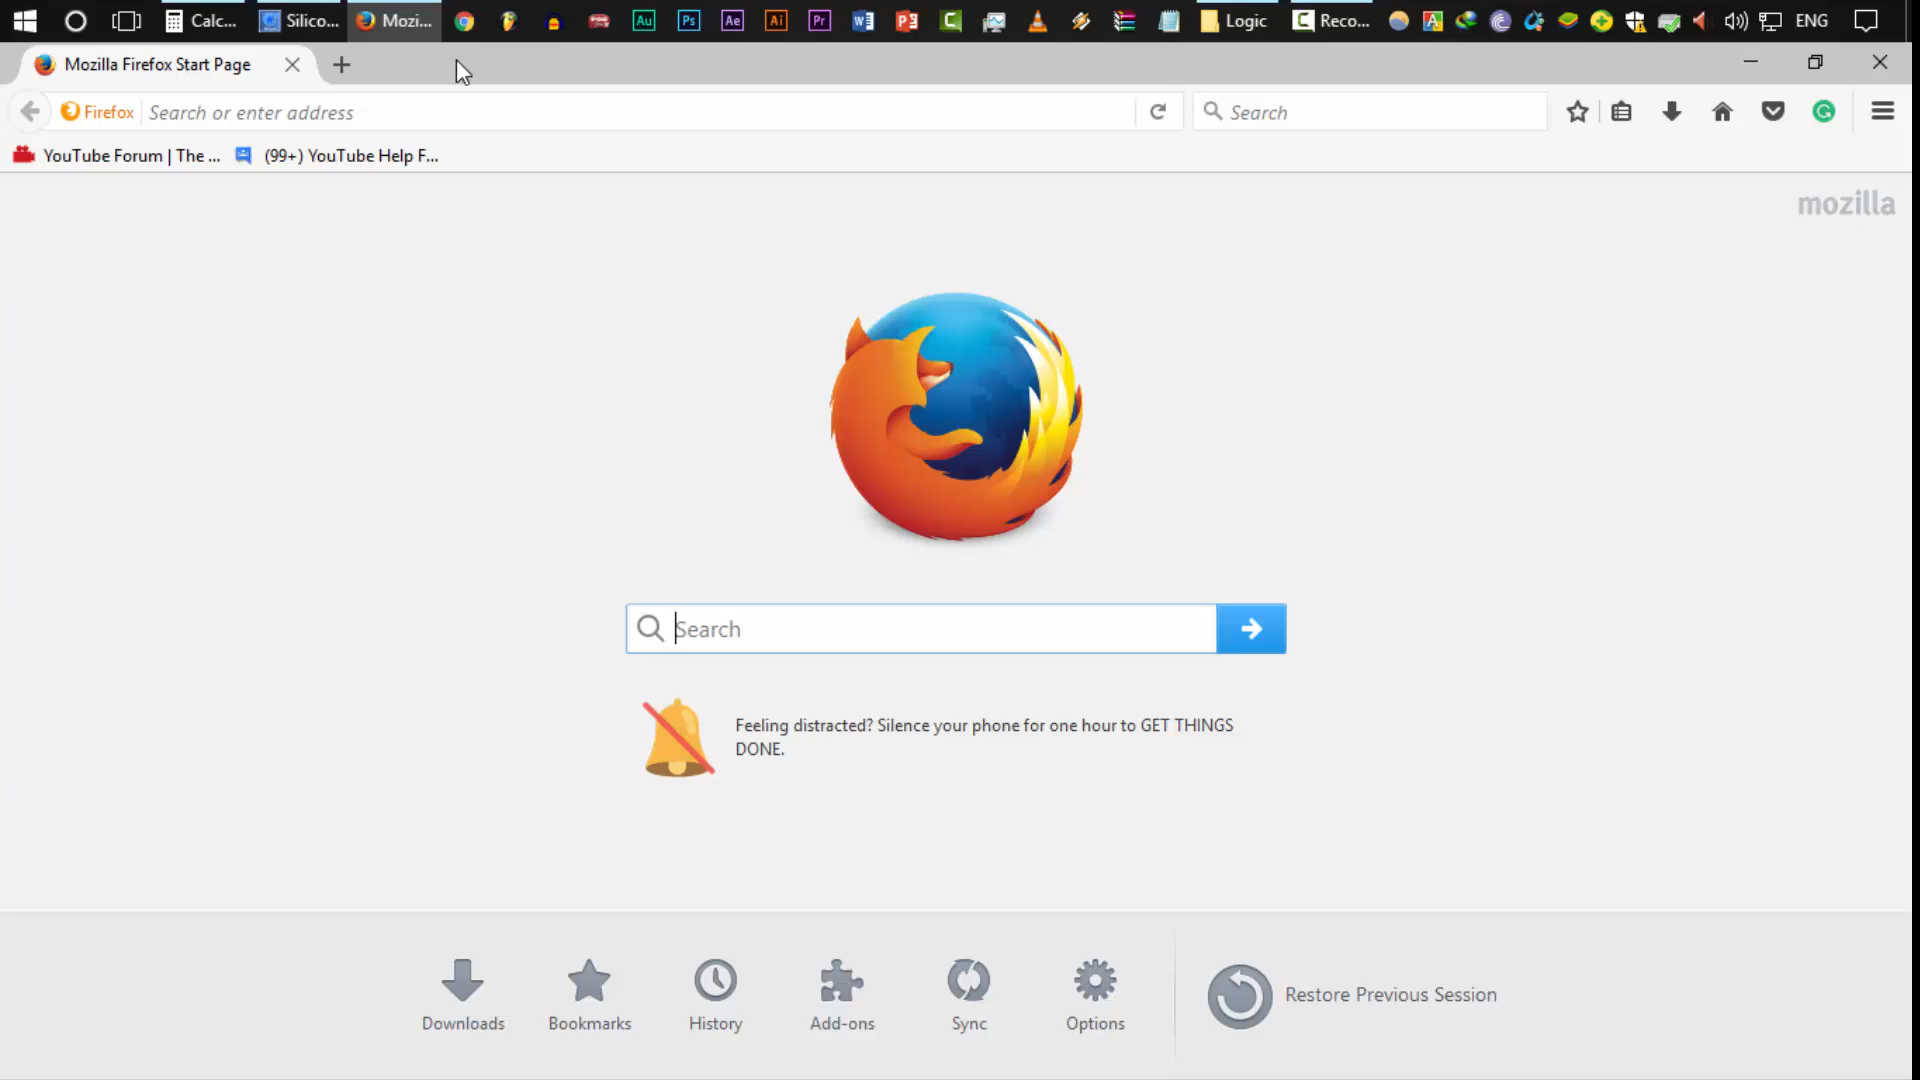 Calc...
Silico...
Mozi...
Au
Ps
Ae
Ai
Pr
Logic
Reco...
ENG
Mozilla Firefox Start Page
Firefox
Search or enter address
Search
YouTube Forum | The ...
(99+) YouTube Help F...
mozilla
Search
Feeling distracted? Silence your phone for one hour to GET THINGS
DONE.
Downloads
Bookmarks
History
Add-ons
Sync
Options
Restore Previous Session